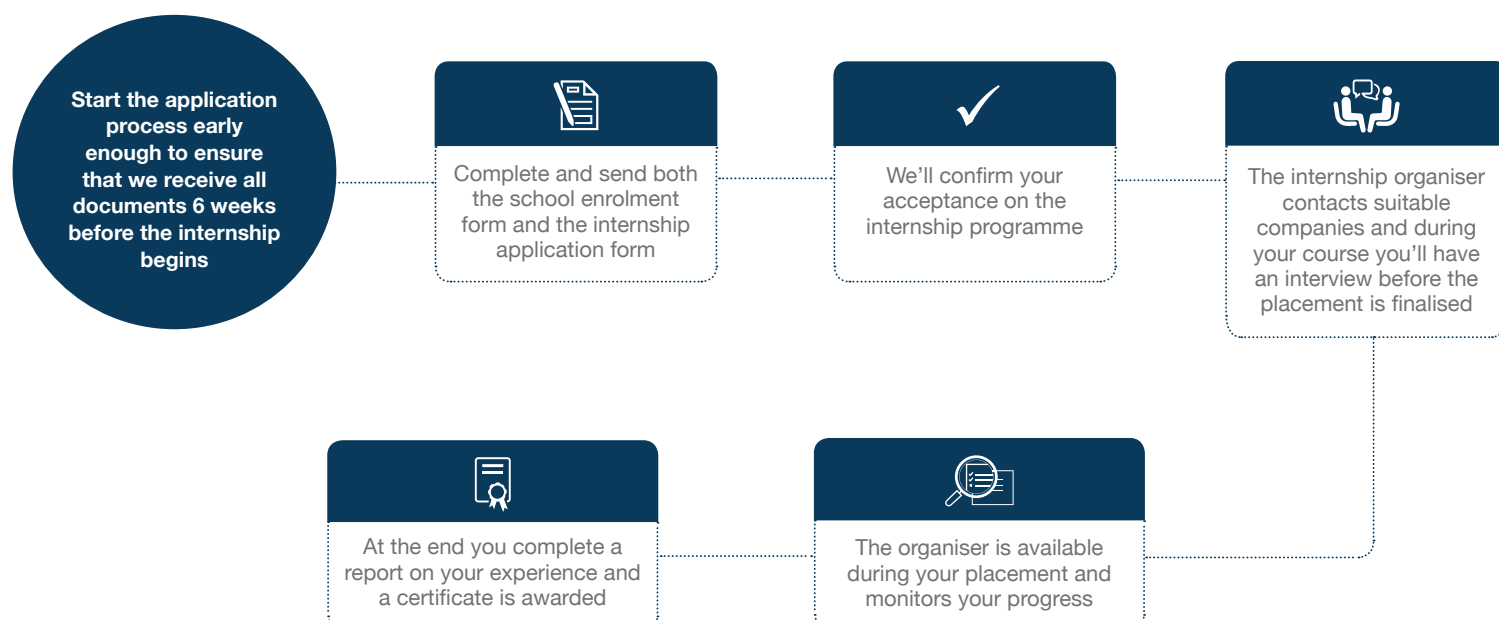 Start the application
process early
enough to ensure
that we receive all
documents 6 weeks
before the internship
begins
Complete and send both
the school enrolment
form and the internship
application form
We'll confirm your
acceptance on the
internship programme
The internship organiser
contacts suitable
companies and during
your course you'll have
an interview before the
placement is finalised
The organiser is available
during your placement and
monitors your progress
At the end you complete a
report on your experience and
a certificate is awarded